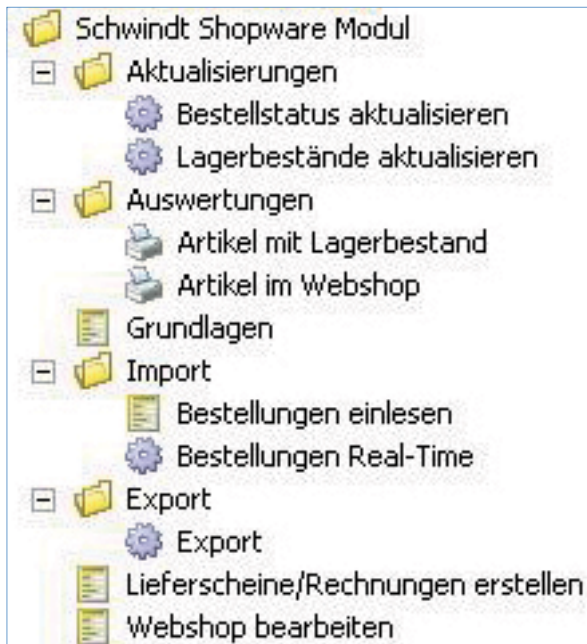 Schwindt Shopware Modul
Aktualisierungen
Bestellstatus aktualisieren
Lagerbestände aktualisieren
Auswertungen
Artikel mit Lagerbestand
Artikel im Webshop
Grundlagen
Import
Bestellungen einlesen
Bestellungen Real-Time
Export
Export
Lieferscheine/Rechnungen erstellen
Webshop bearbeiten